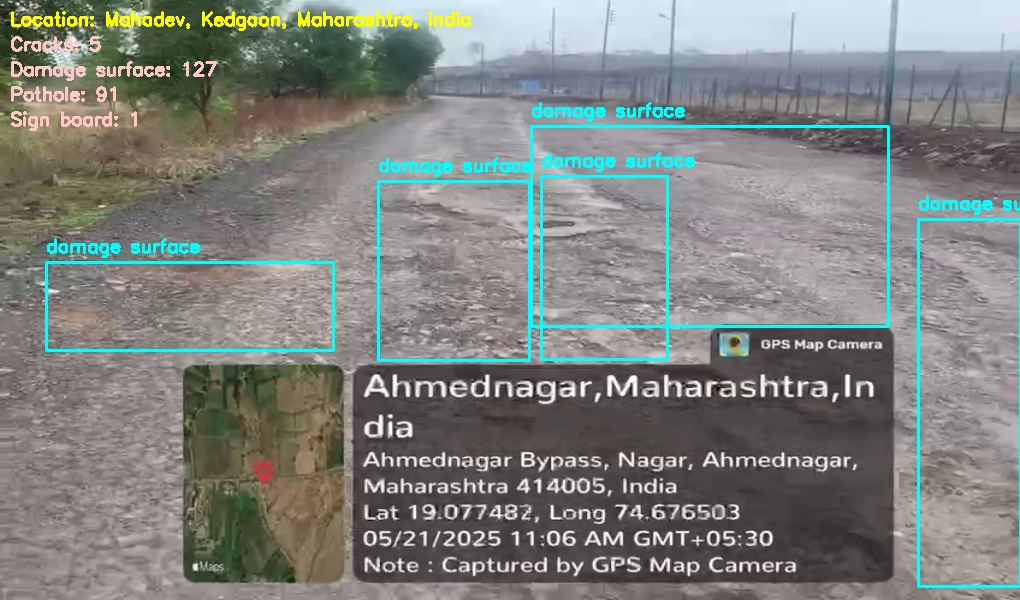 Location: Mahadev, Kedgaon, Maharashtra, India
Cracks: 5
Damage surface: 127
Pothole: 91
Sign board: 1
damage surface
damage surface
damage surface
damage surface
damage su
GPS Map Camera
Ahmednagar,Maharashtra,In
dia
Ahmednagar Bypass, Nagar, Ahmednagar,
Maharashtra 414005, India
Lat 19.077482, Long 74.676503
05/21/2025 11:06 AM GMT+05:30
Note : Captured by GPS Map Camera
Maps